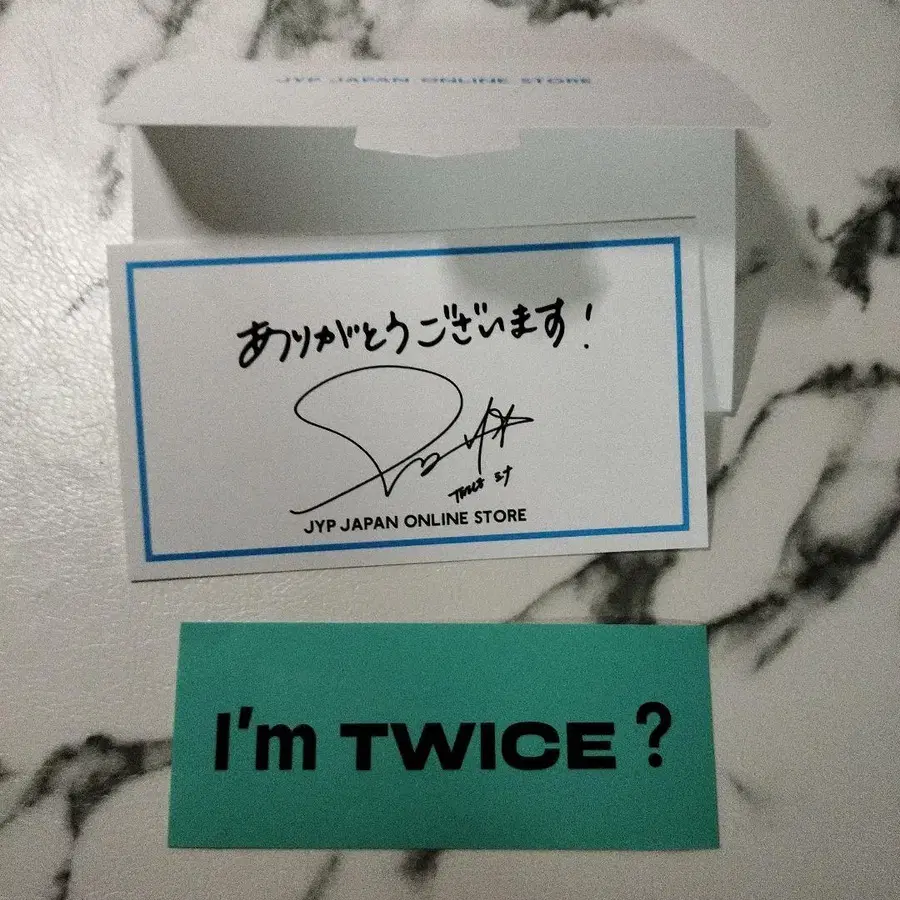 JYP JAPAN ONLINE STORE
ありがとうございます!
JYP JAPAN ONLINE STORE
I'm TWICE?